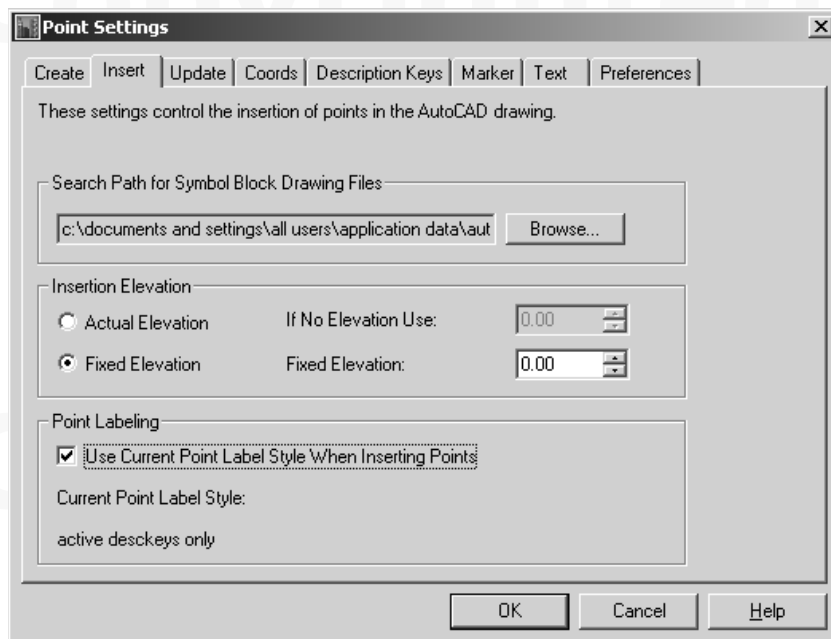 Point Settings
Create Insert Update Coords Description Keys Marker Text Preferences
These settings control the insertion of points in the AutoCAD drawing.
Search Path for Symbol Block Drawing Files
c:\documents and settings\all users\application data\aut Browse...
Insertion Elevation
Actual Elevation If No Elevation Use: 0.00
Fixed Elevation Fixed Elevation: 0.00
Point Labeling
Use Current Point Label Style When Inserting Points
Current Point Label Style:
active desckeys only
OK Cancel Help